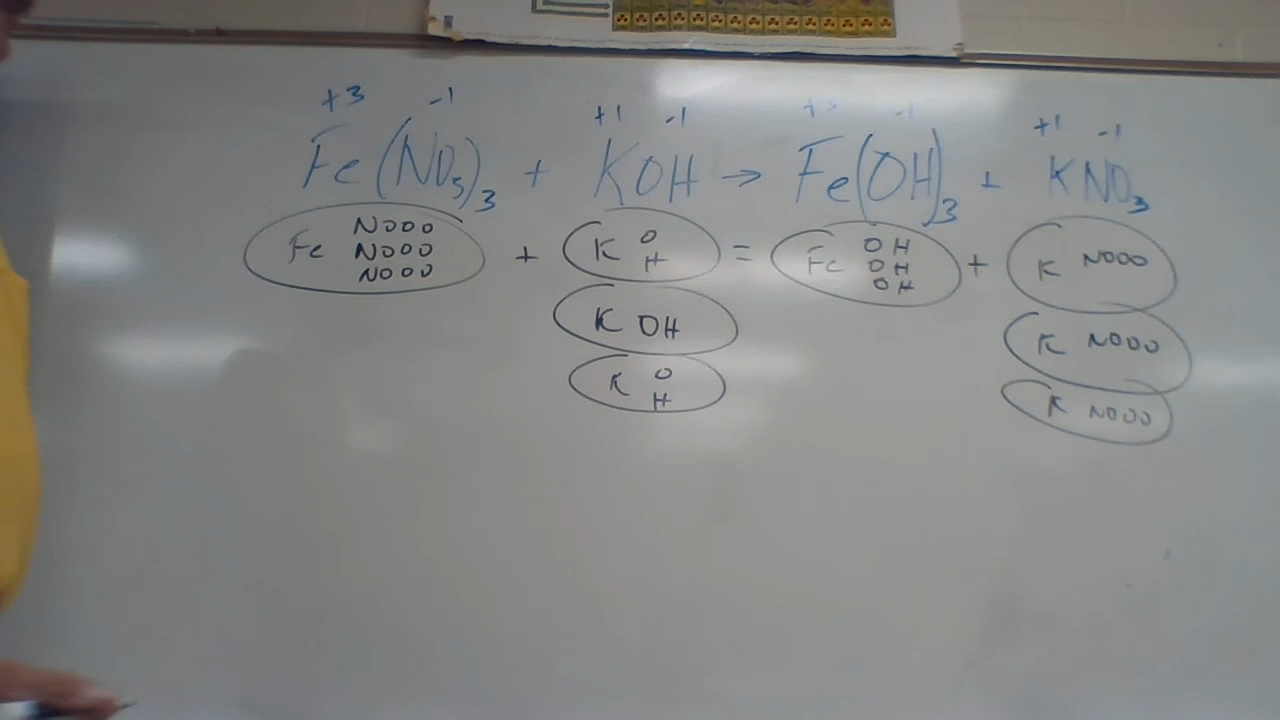 +3 -1 +1 -1 +3 -1 +1 -1
Fe(NO₃)₃ + KOH → Fe(OH)₃ + KNO₃
Fe NOOO NOOO NOOO + K O H = Fe OH OH OH + K NOOO
K OH K NOOO
K O H K NOOO